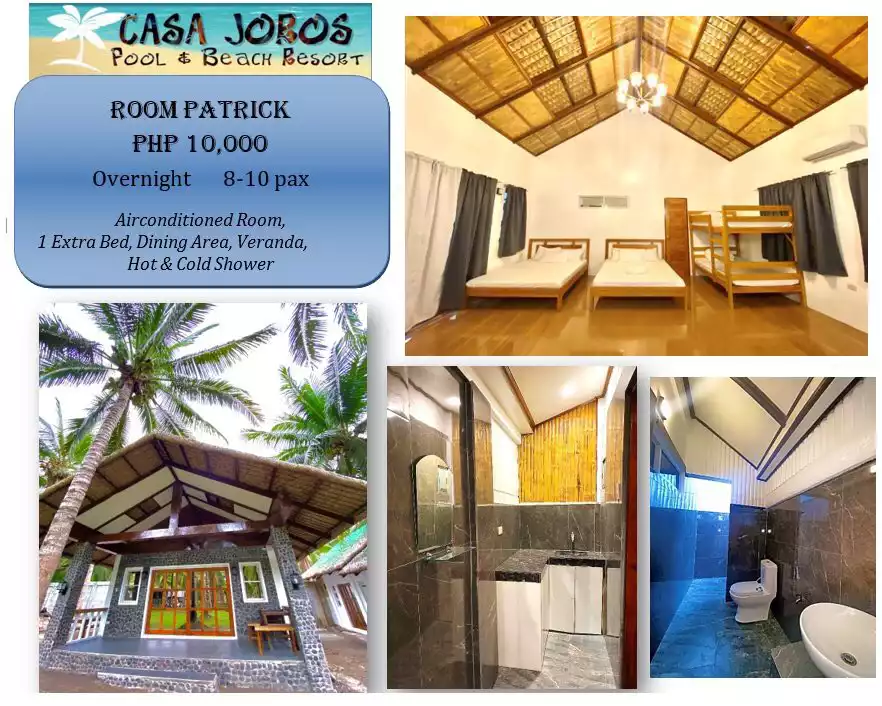 CASA JOBOS
POOL & BEACH RESORT
ROOM PATRICK
PHP 10,000
Overnight 8-10 pax
Airconditioned Room,
1 Extra Bed, Dining Area, Veranda,
Hot & Cold Shower